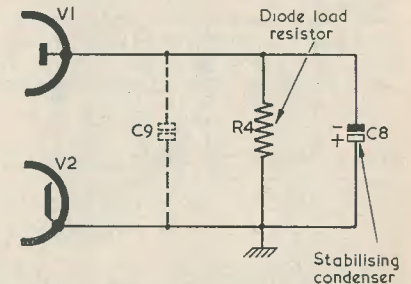 V1
Diode load
resistor
C9
R4
-
+
C8
V2
Stabilising
condenser